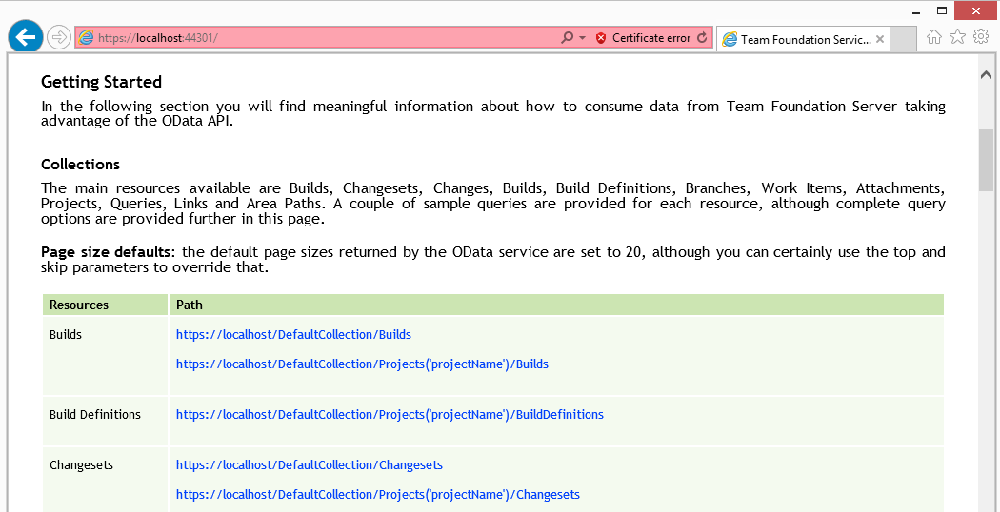 https://localhost:44301/
Certificate error
Team Foundation Servic...
Getting Started
In the following section you will find meaningful information about how to consume data from Team Foundation Server taking
advantage of the OData API.
Collections
The main resources available are Builds, Changesets, Changes, Builds, Build Definitions, Branches, Work Items, Attachments,
Projects, Queries, Links and Area Paths. A couple of sample queries are provided for each resource, although complete query
options are provided further in this page.
Page size defaults: the default page sizes returned by the OData service are set to 20, although you can certainly use the top and
skip parameters to override that.
Resources Path
Builds https://localhost/DefaultCollection/Builds
https://localhost/DefaultCollection/Projects('projectName')/Builds
Build Definitions https://localhost/DefaultCollection/Projects('projectName')/BuildDefinitions
Changesets https://localhost/DefaultCollection/Changesets
https://localhost/DefaultCollection/Projects('projectName')/Changesets